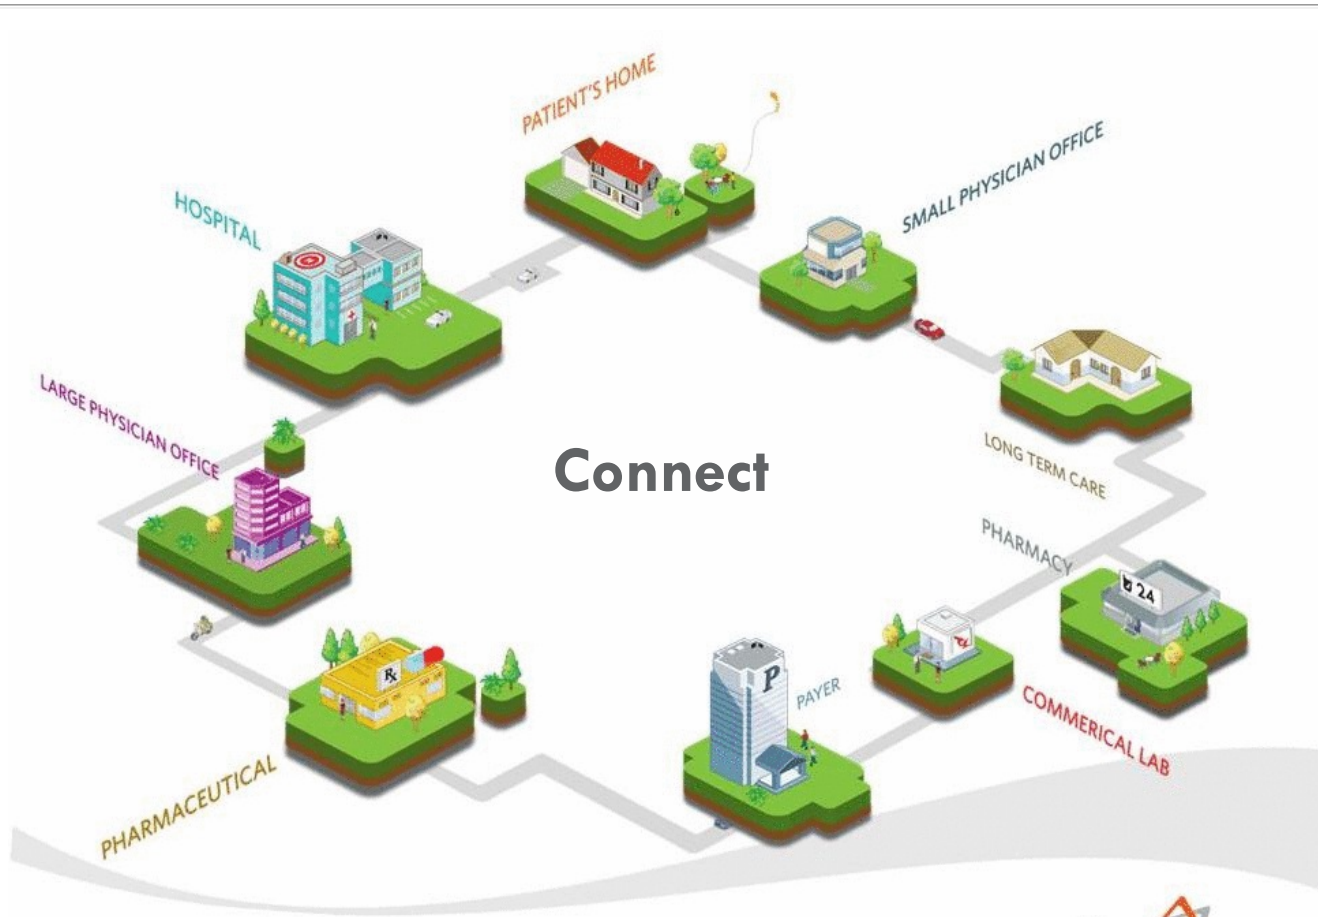 PATIENT'S HOME
SMALL PHYSICIAN OFFICE
HOSPITAL
LARGE PHYSICIAN OFFICE
Connect
LONG TERM CARE
PHARMACY
24
P
PAYER
Rx
COMMERICAL LAB
PHARMACEUTICAL